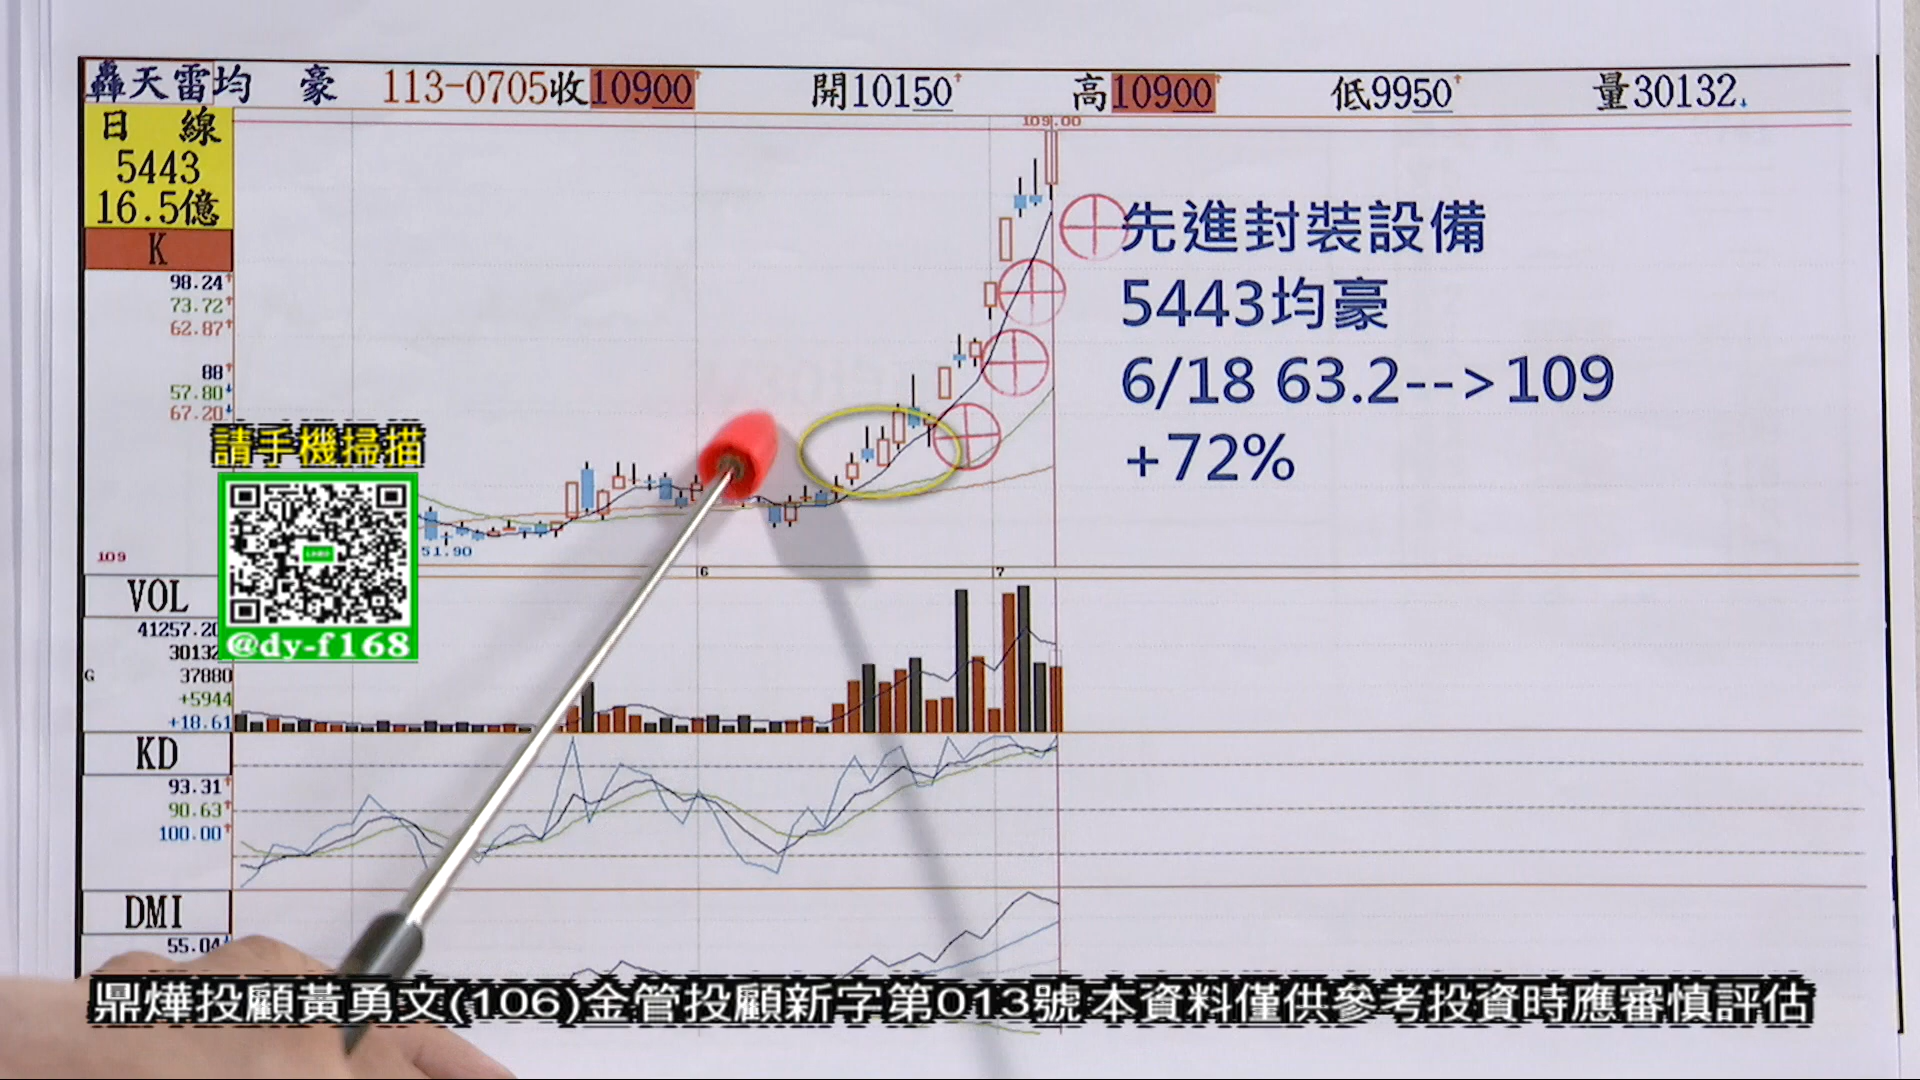 轟天雷均 豪 113-0705收10900↑ 開10150↑ 高10900↑ 低9950↑ 量30132↓
日 線
5443
16.5億
K
98.24↑
73.72↑
62.87↑
88↑
57.80↓
67.20↓
109.00
先進封裝設備
5443均豪
6/18 63.2-->109
+72%
請手機掃描
@dy-f168
51.90
109
6
7
VOL
41257.20
30132
G 37880
+5944
+18.61
KD
93.31↑
90.63↑
100.00↑
DMI
55.04↓
鼎燁投顧黃勇文(106)金管投顧新字第013號 本資料僅供參考投資時應審慎評估